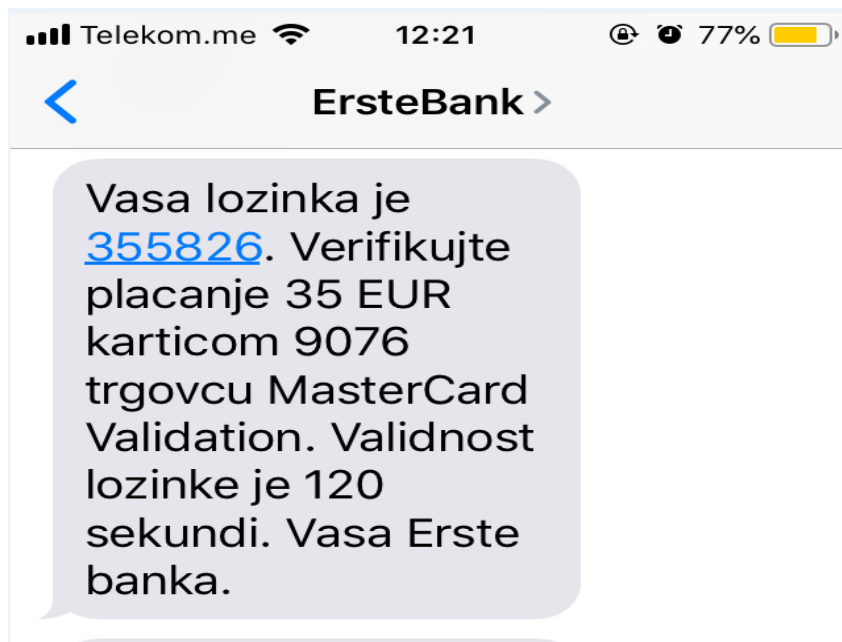 Telekom.me 12:21 77%
ErsteBank
Vasa lozinka je
355826. Verifikujte
placanje 35 EUR
karticom 9076
trgovcu MasterCard
Validation. Validnost
lozinke je 120
sekundi. Vasa Erste
banka.